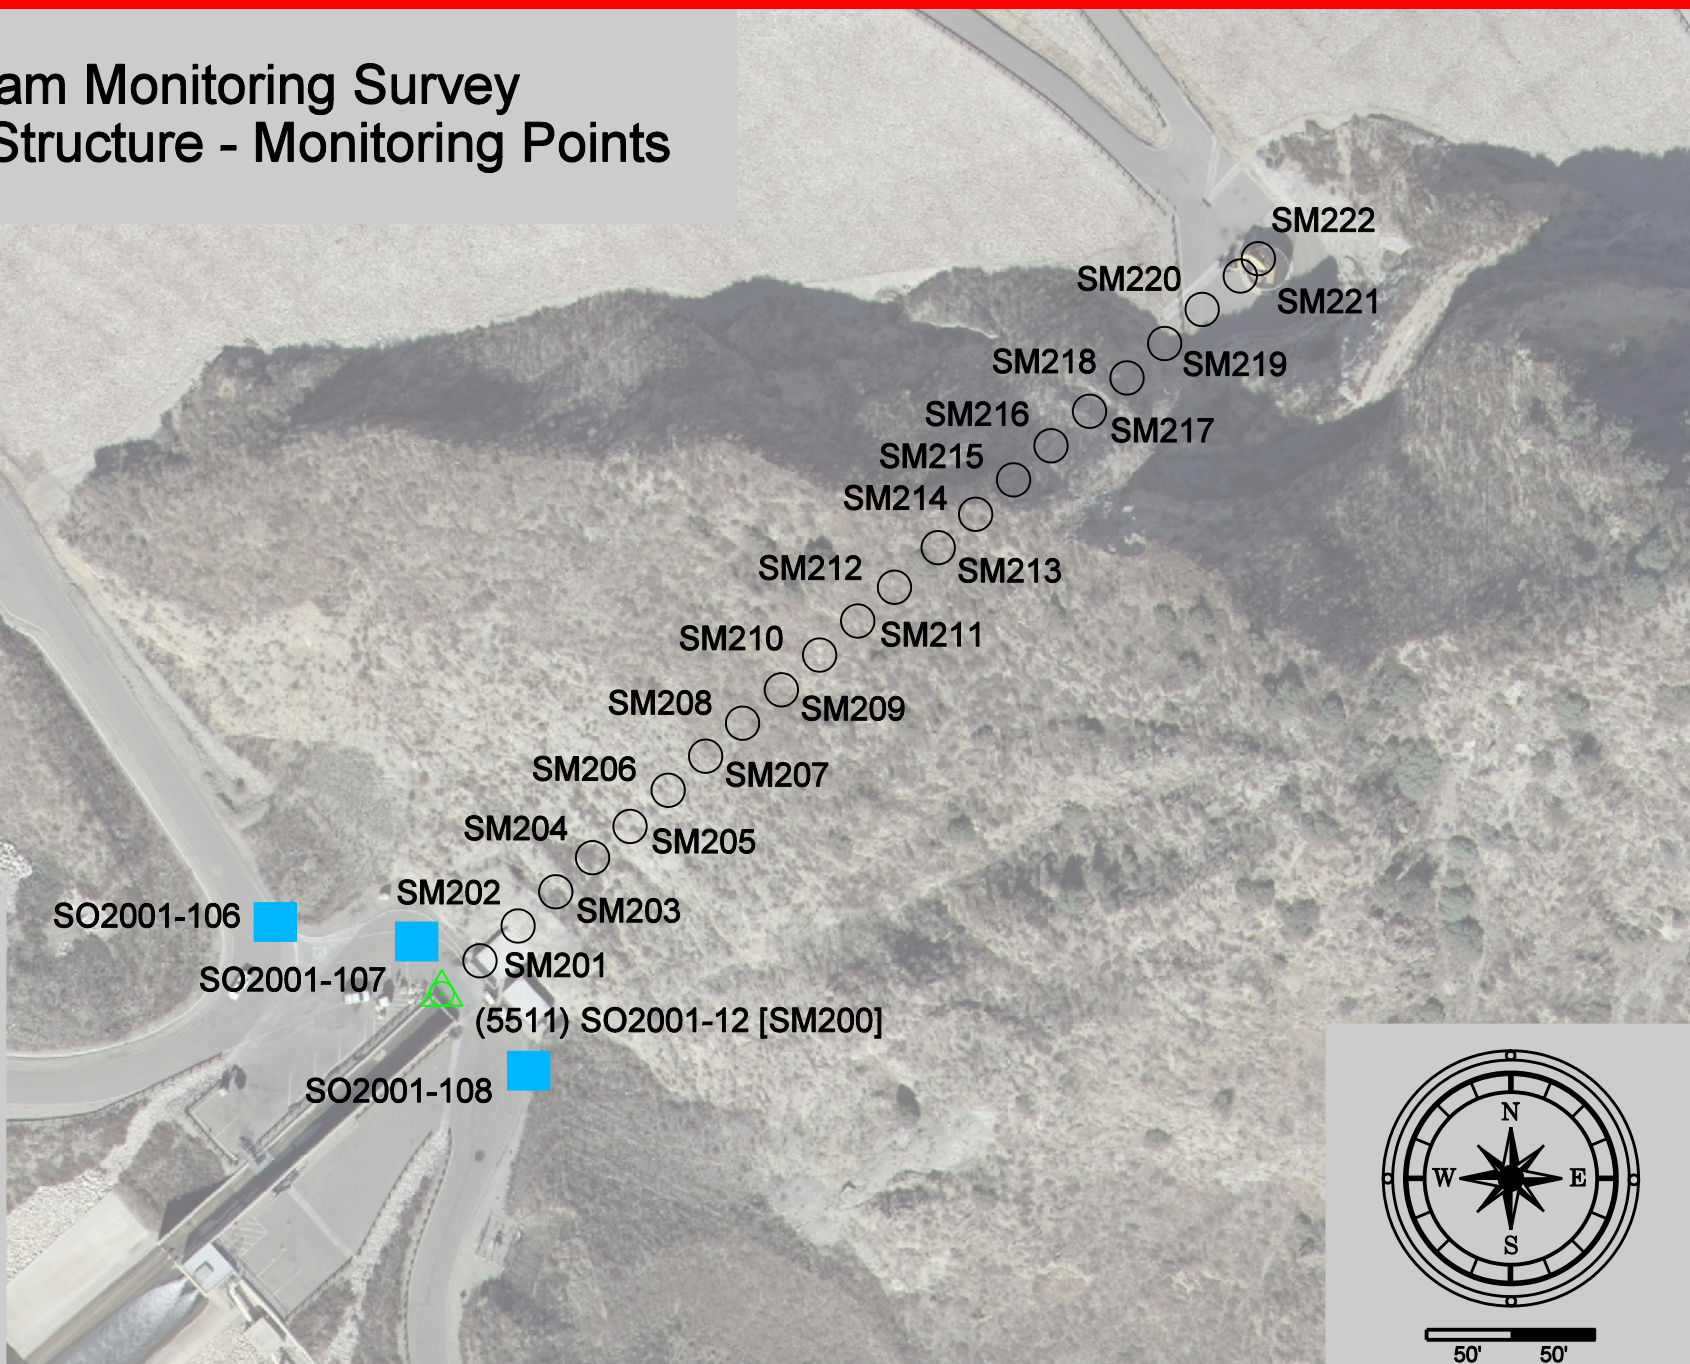 am Monitoring Survey
Structure - Monitoring Points
SM222
SM220
SM221
SM218
SM219
SM216
SM217
SM215
SM214
SM212
SM213
SM210
SM211
SM208
SM209
SM206
SM207
SM204
SM205
SM202
SM203
SO2001-106
SM201
SO2001-107
(5511) SO2001-12 [SM200]
SO2001-108
N
W E
S
50' 50'